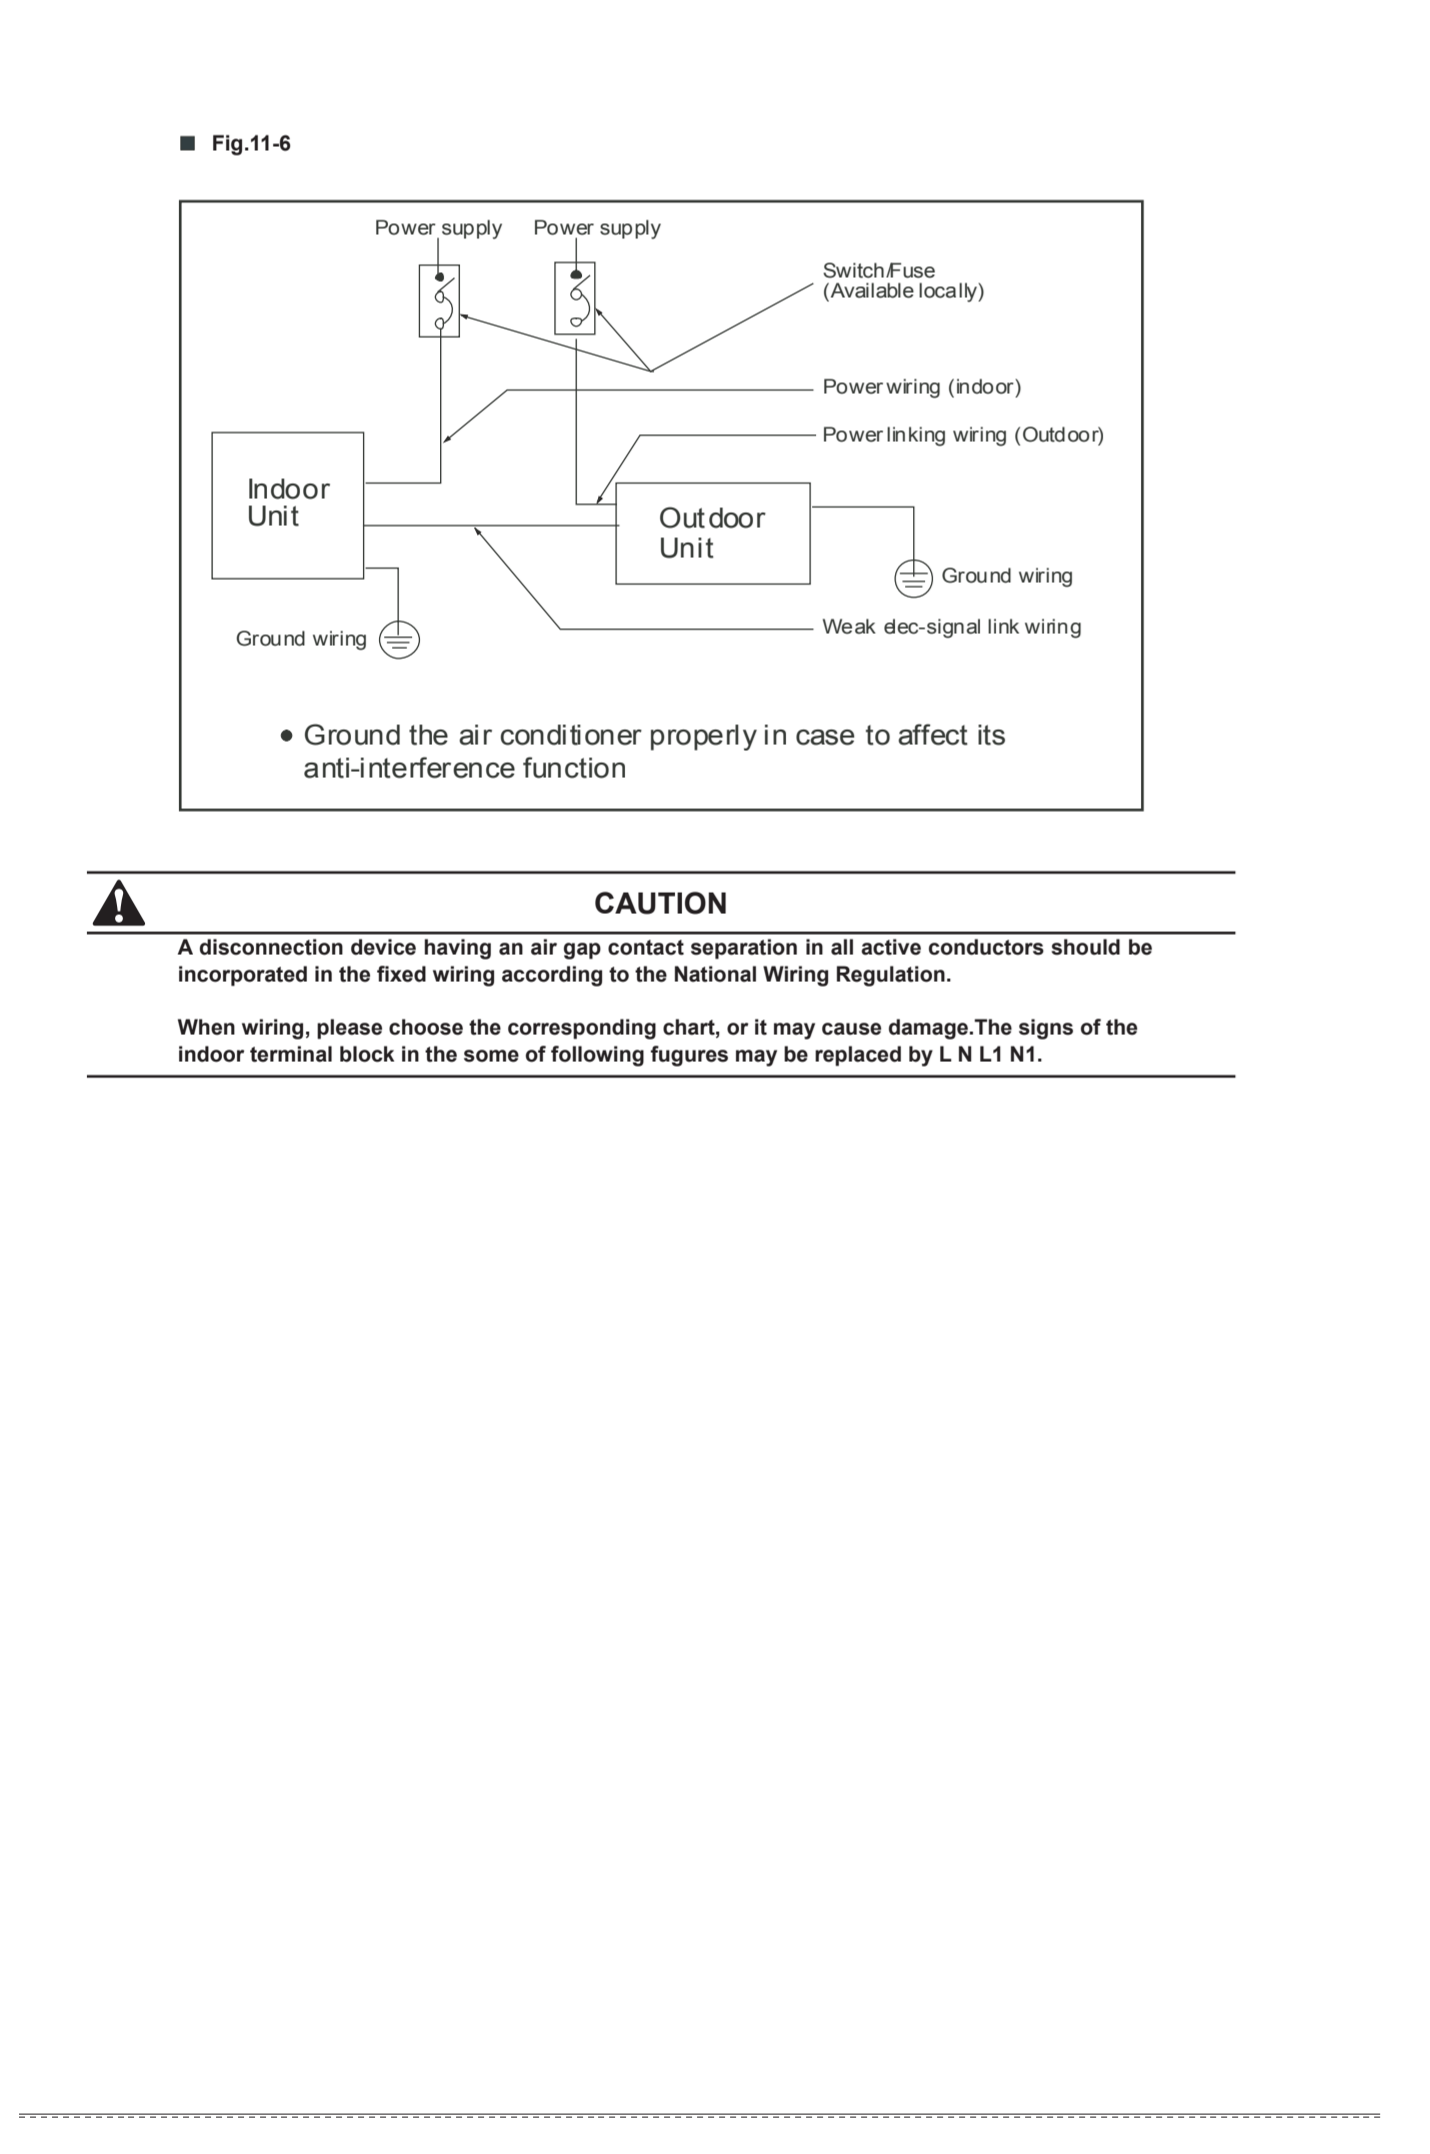 Fig.11-6
Power supply
Power supply
Switch/Fuse
(Available locally)
Power wiring (indoor)
Power linking wiring (Outdoor)
Indoor
Unit
Outdoor
Unit
Ground wiring
Weak elec-signal link wiring
Ground wiring
• Ground the air conditioner properly in case to affect its
anti-interference function
CAUTION
A disconnection device having an air gap contact separation in all active conductors should be
incorporated in the fixed wiring according to the National Wiring Regulation.
When wiring, please choose the corresponding chart, or it may cause damage.The signs of the
indoor terminal block in the some of following fugures may be replaced by L N L1 N1.